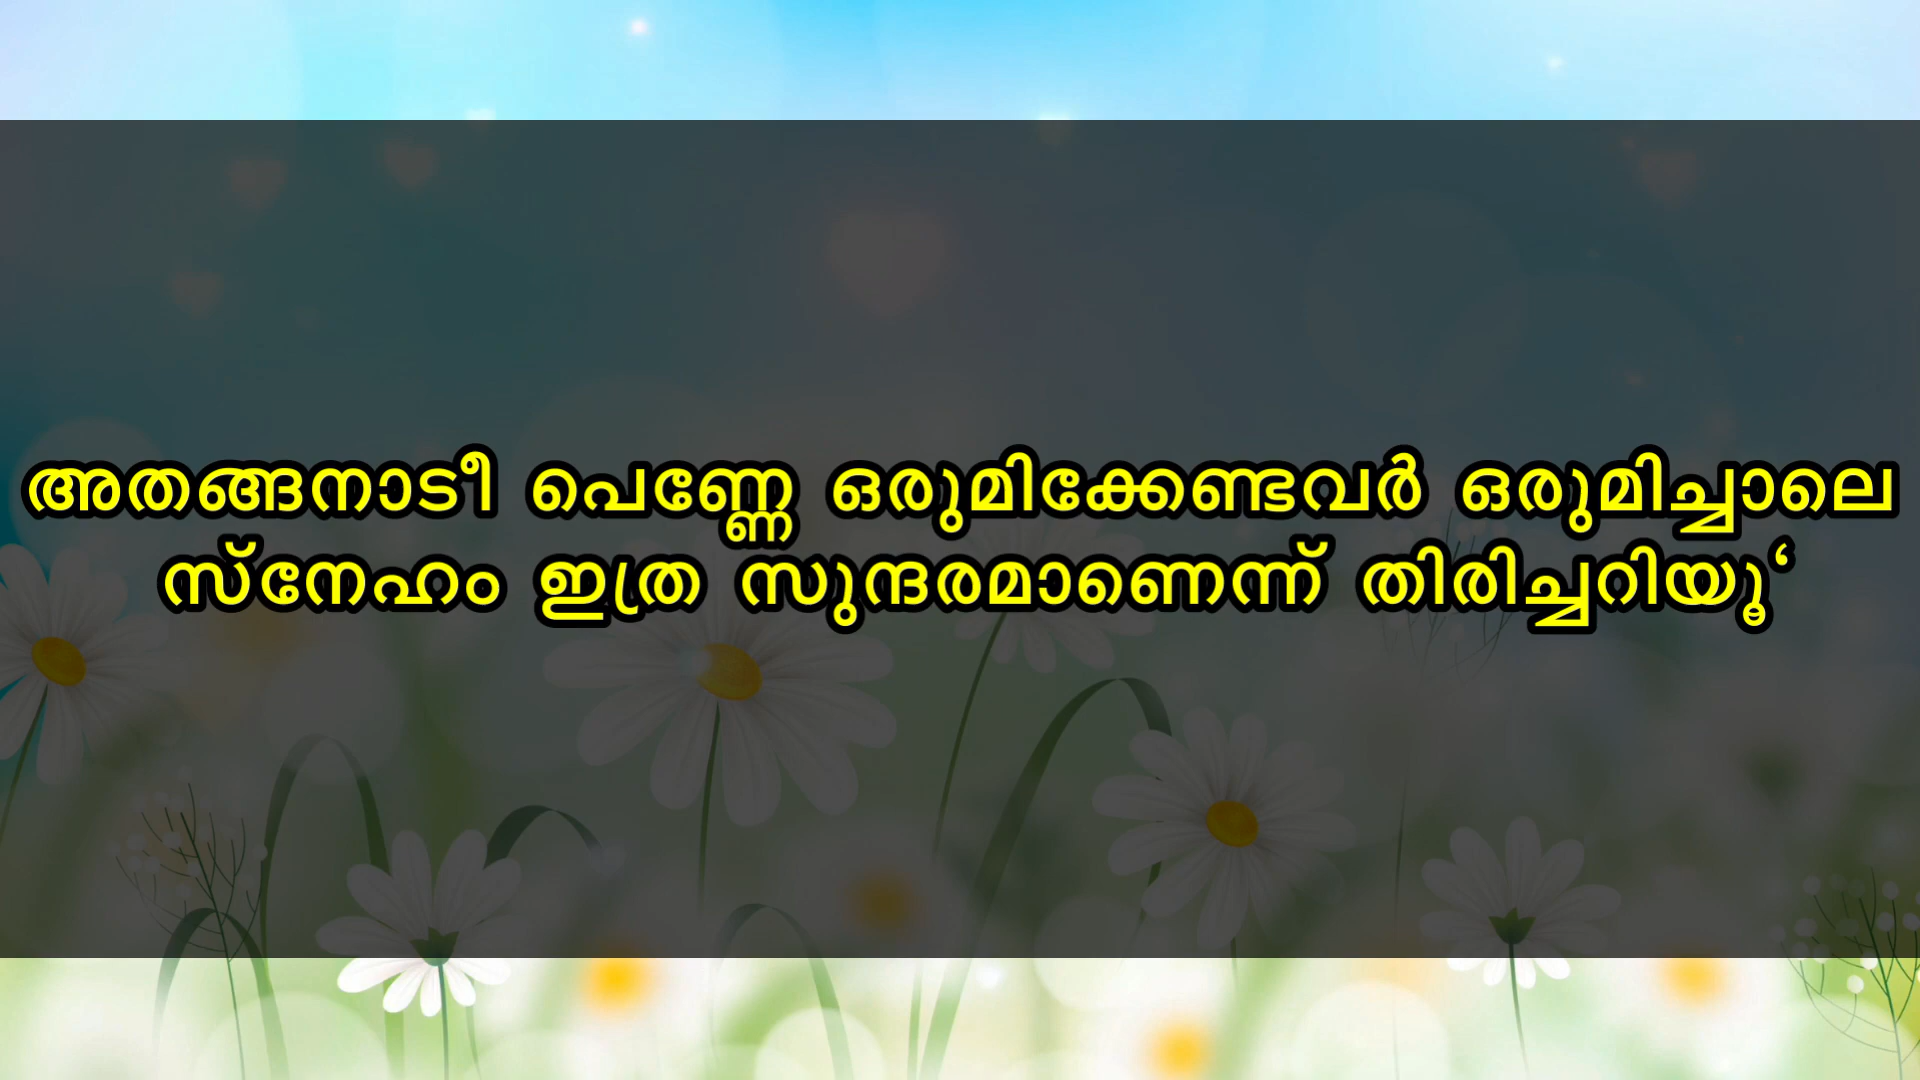 അതങ്ങനാടീ പെണ്ണേ ഒരുമിക്കേണ്ടവർ ഒരുമിച്ചാലെ
സ്നേഹം ഇത്ര സുന്ദരമാണെന്ന് തിരിച്ചറിയൂ‘